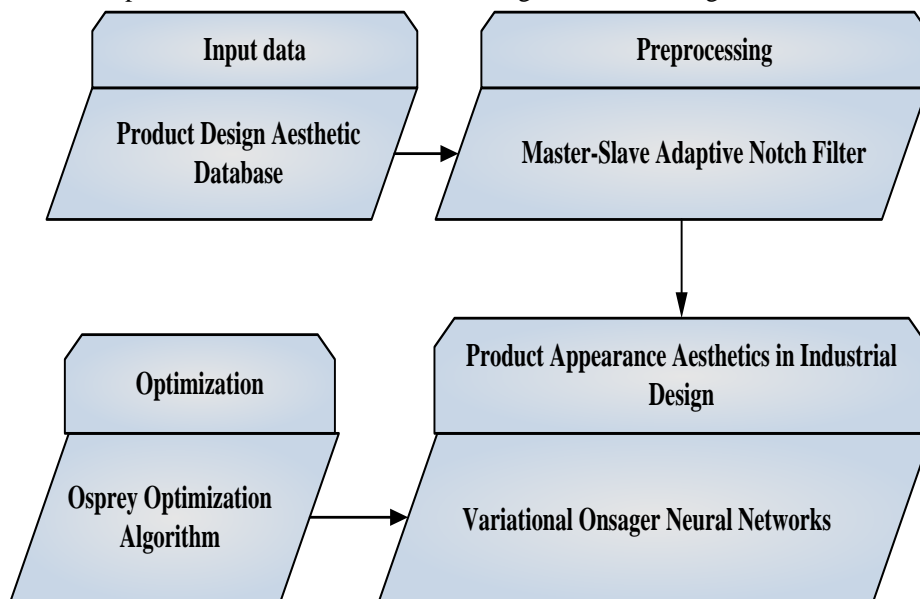 Input data
Preprocessing
Product Design Aesthetic
Database
Master-Slave Adaptive Notch Filter
Product Appearance Aesthetics in Industrial
Design
Optimization
Osprey Optimization
Algorithm
Variational Onsager Neural Networks